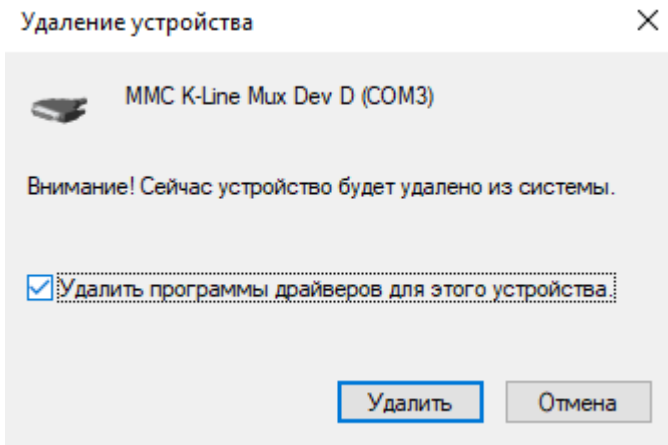 Удаление устройства
MMC K-Line Mux Dev D (COM3)
Внимание! Сейчас устройство будет удалено из системы.
Удалить программы драйверов для этого устройства.
Удалить
Отмена